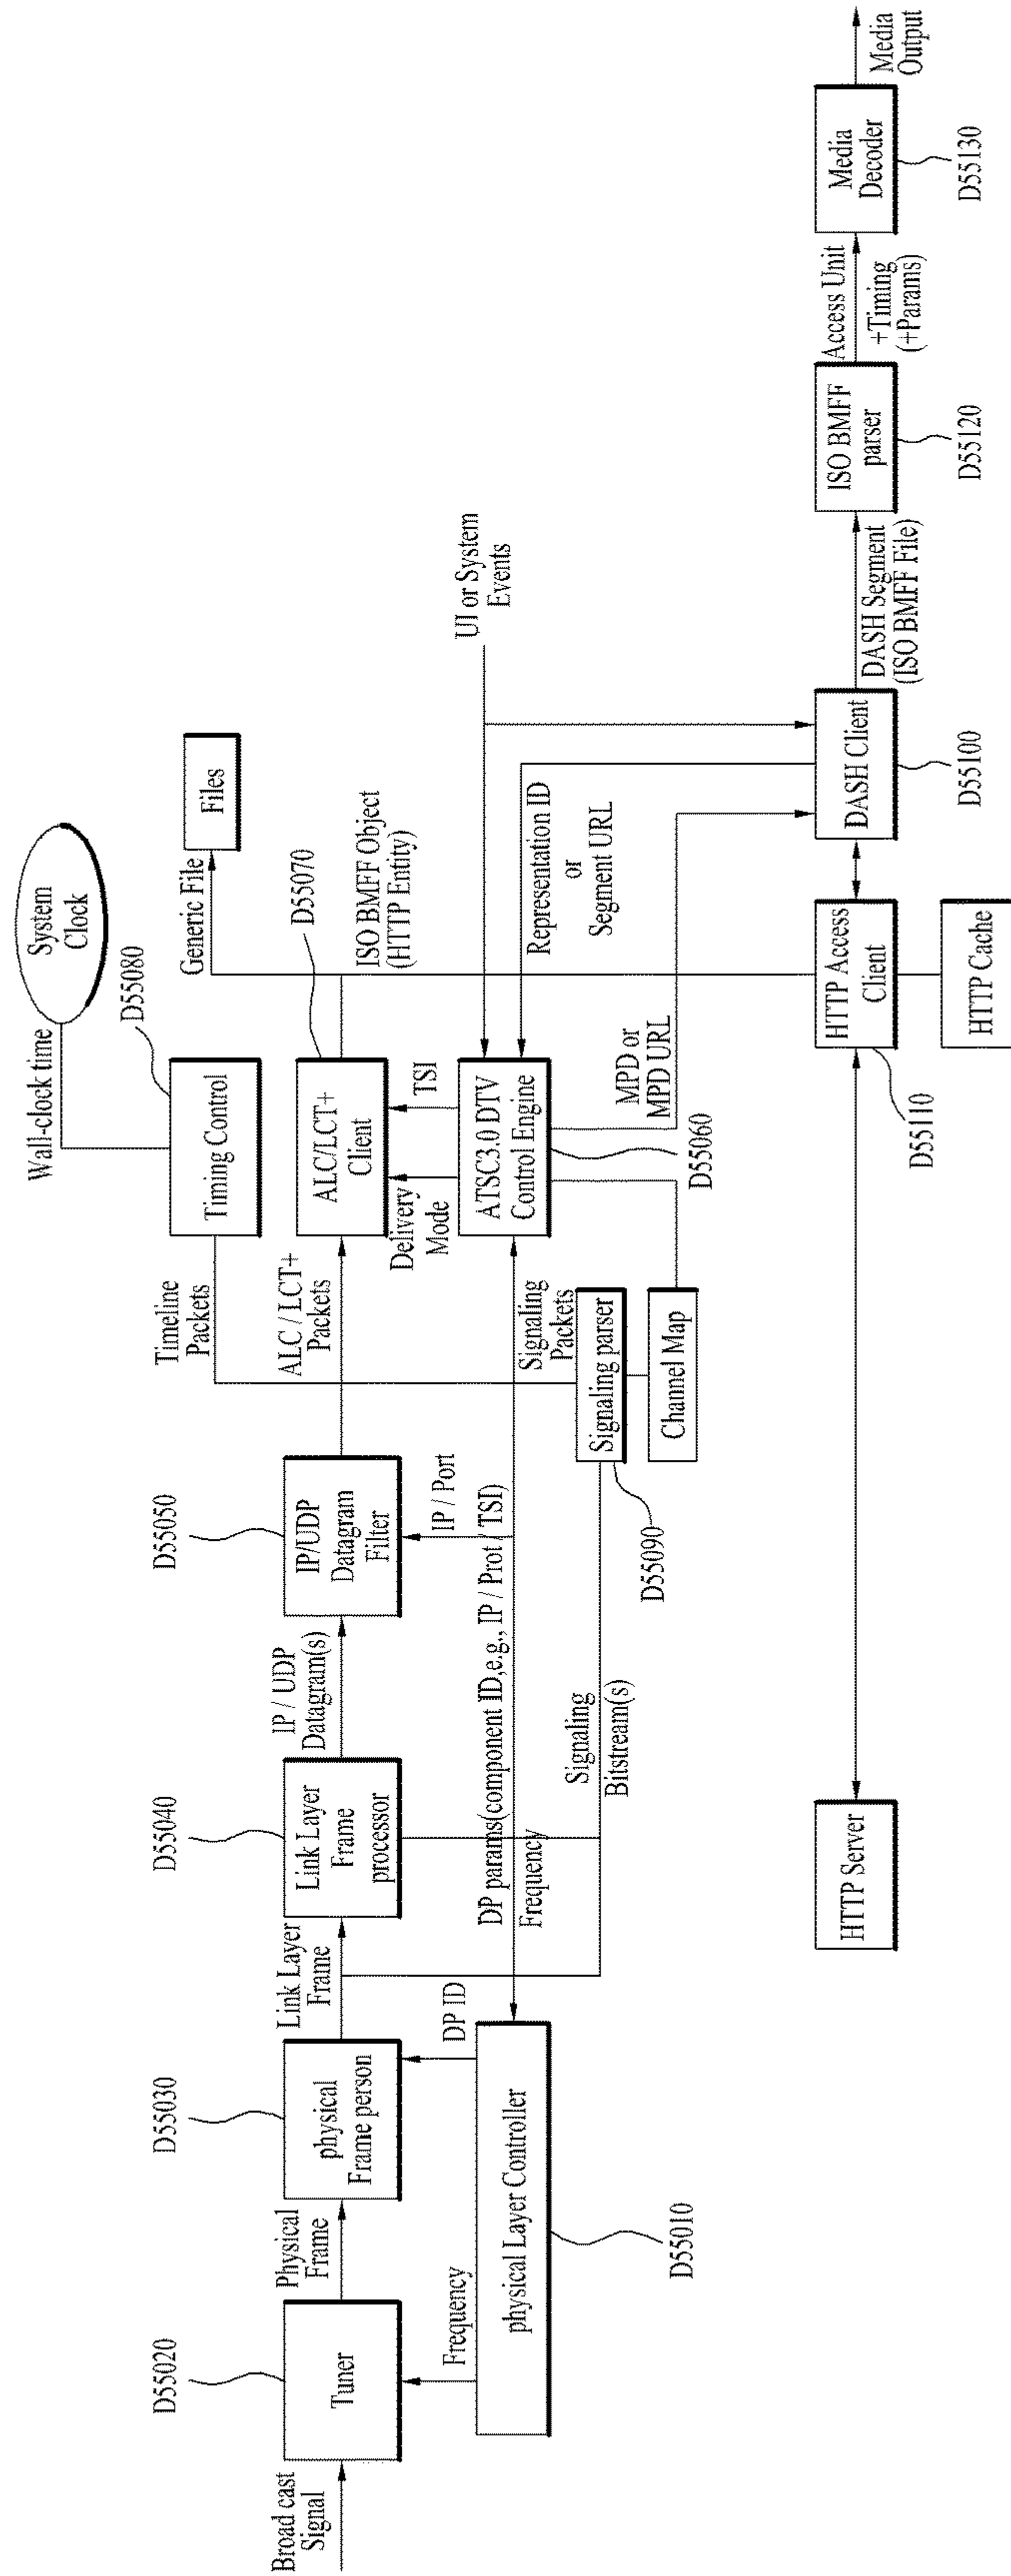 Broad cast
Signal
D55020
Tuner
Physical
Frame
Frequency
physical Layer Controller
D55010
D55030
physical
Frame person
DP ID
Link Layer
Frame
D55040
Link Layer
Frame
processor
IP / UDP
Datagram(s)
DP params(component ID,e.g., IP / Prot / TSI)
Frequency
Signaling
Bitstream(s)
D55050
IP/UDP
Datagram
Filter
IP / Port
D55090
Signaling parser
Channel Map
Signaling
Packets
Timeline
Packets
ALC / LCT+
Packets
Wall-clock time
System
Clock
D55080
Timing Control
ALC/LCT+
Client
D55070
Delivery
Mode
TSI
ATSC3.0 DTV
Control Engine
D55060
Generic File
Files
ISO BMFF Object
(HTTP Entity)
UI or System
Events
Representation ID
or
Segment URL
MPD or
MPD URL
HTTP Server
HTTP Access
Client
D55110
HTTP Cache
DASH Client
D55100
DASH Segment
(ISO BMFF File)
ISO BMFF
parser
D55120
Access Unit
+Timing
(+Params)
Media
Decoder
D55130
Media
Output